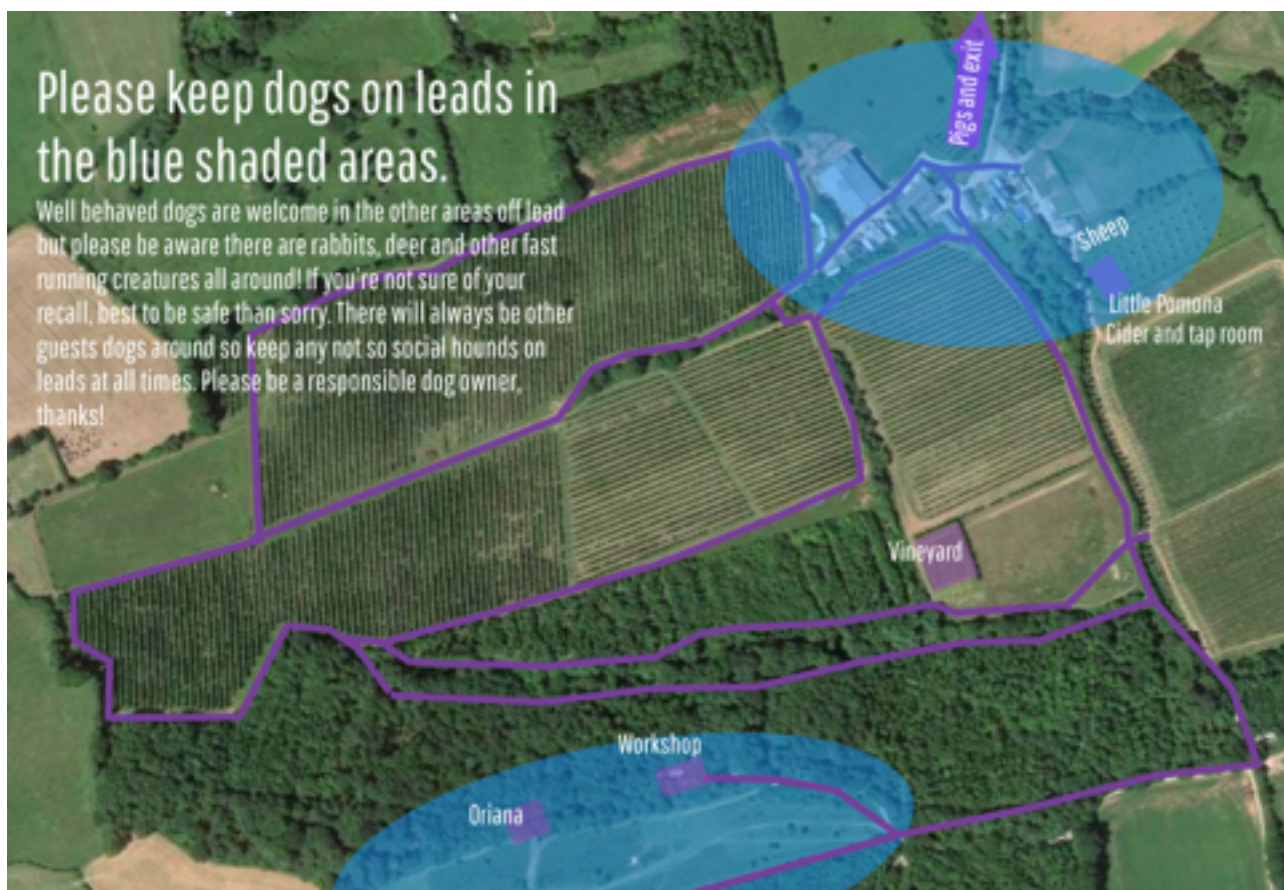 Please keep dogs on leads in
the blue shaded areas.
Well behaved dogs are welcome in the other areas off lead
but please be aware there are rabbits, deer and other fast
running creatures all around! If you're not sure of your
recall, best to be safe than sorry. There will always be other
guests dogs around so keep any not so social hounds on
leads at all times. Please be a responsible dog owner,
thanks!
Pigs and exit
Sheep
Little Pomona
Cider and tap room
Vineyard
Workshop
Oriana